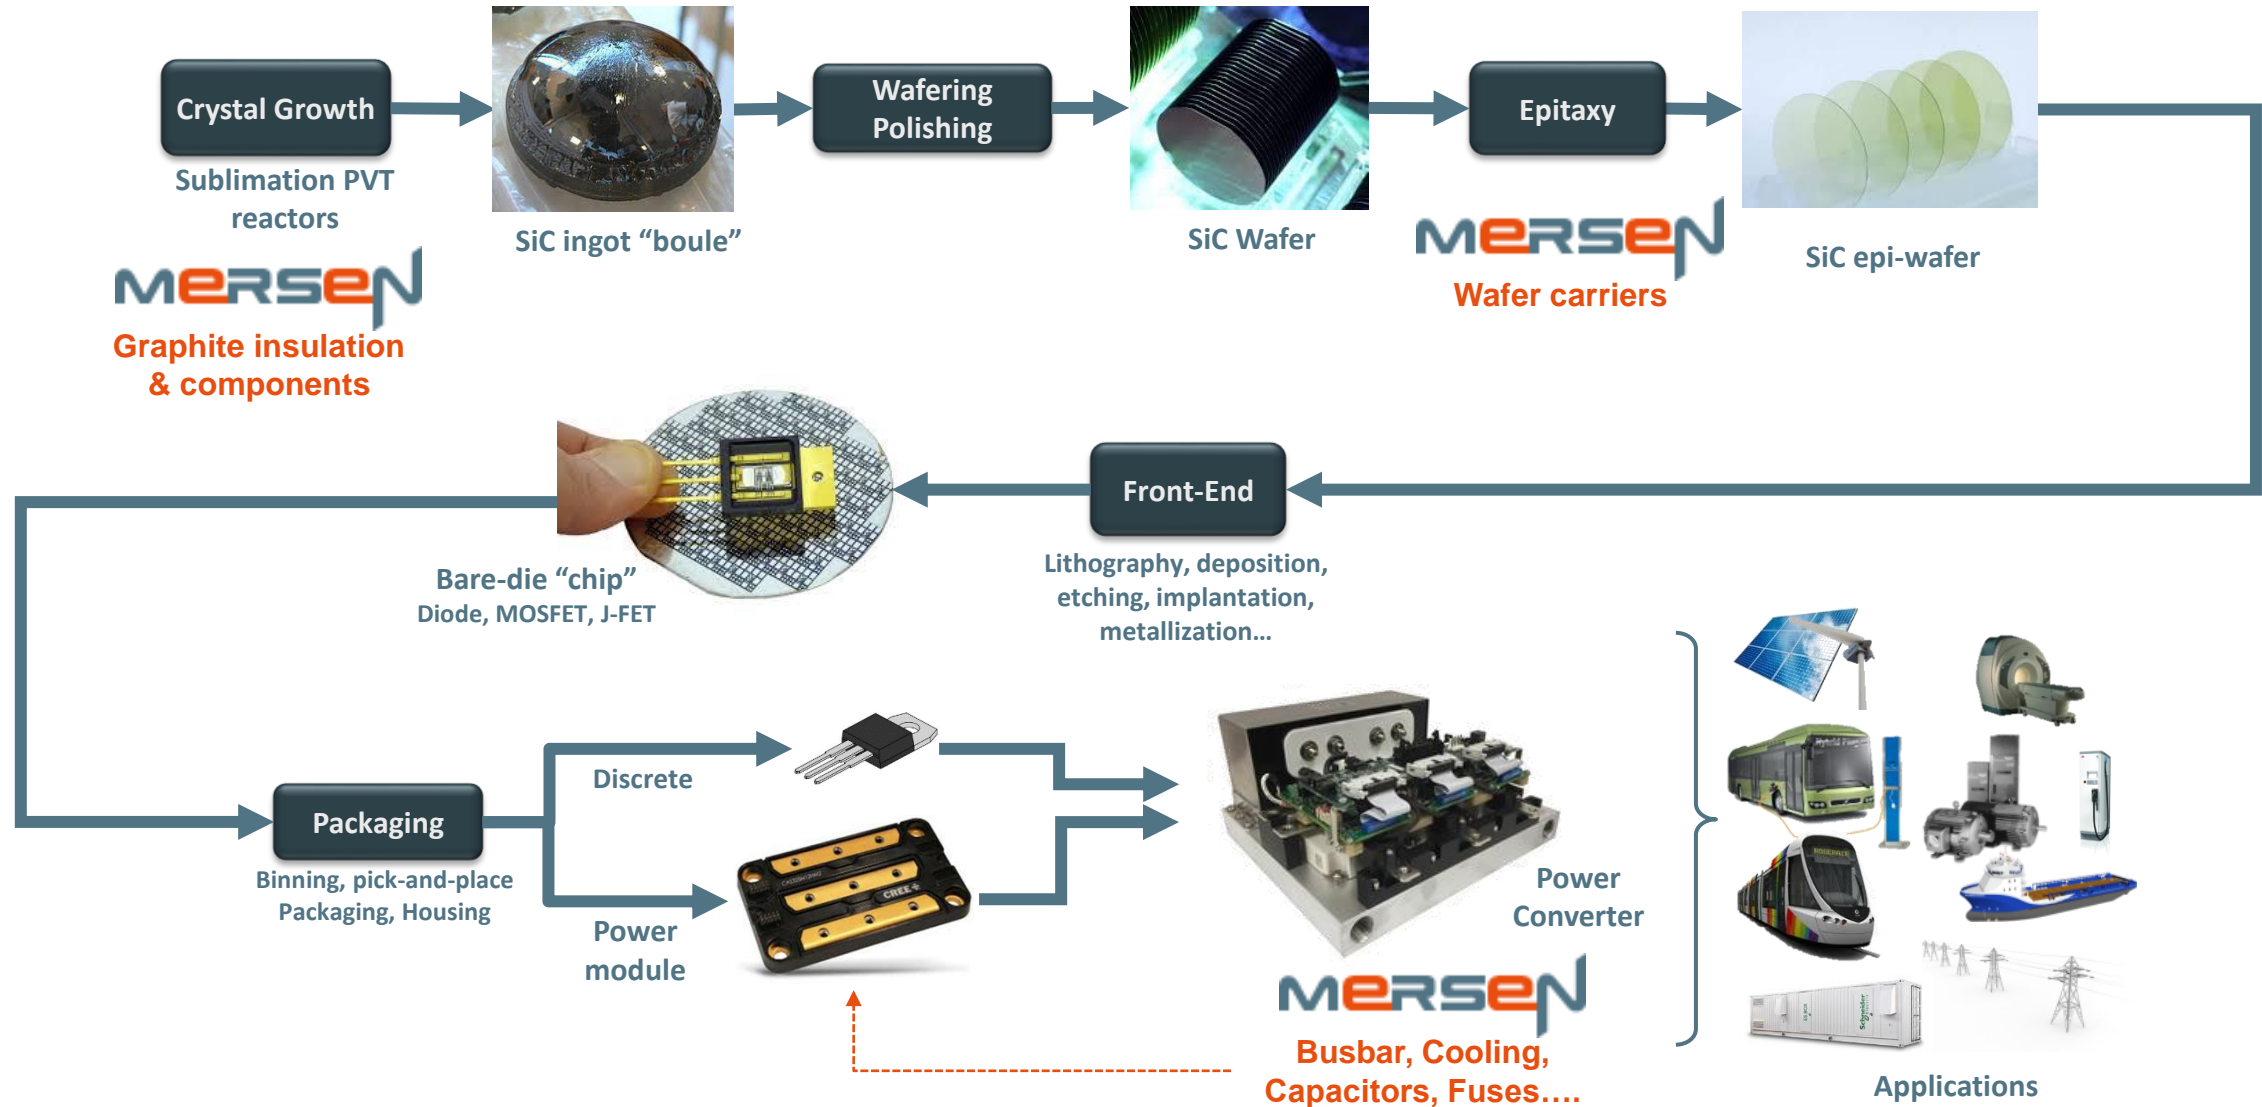 Crystal Growth
Sublimation PVT
reactors
MERSEN
Graphite insulation
& components
SiC ingot “boule”
Wafering
Polishing
SiC Wafer
Epitaxy
MERSEN
Wafer carriers
SiC epi-wafer
Front-End
Lithography, deposition,
etching, implantation,
metallization…
Bare-die “chip”
Diode, MOSFET, J-FET
Packaging
Binning, pick-and-place
Packaging, Housing
Discrete
Power
module
CREE
Power
Converter
MERSEN
Busbar, Cooling,
Capacitors, Fuses….
Schneider
Applications